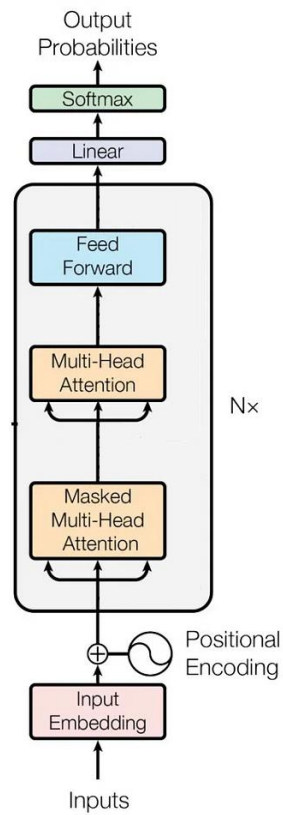 Output
Probabilities
Softmax
Linear
Feed
Forward
Multi-Head
Attention
N×
Masked
Multi-Head
Attention
Positional
Encoding
Input
Embedding
Inputs